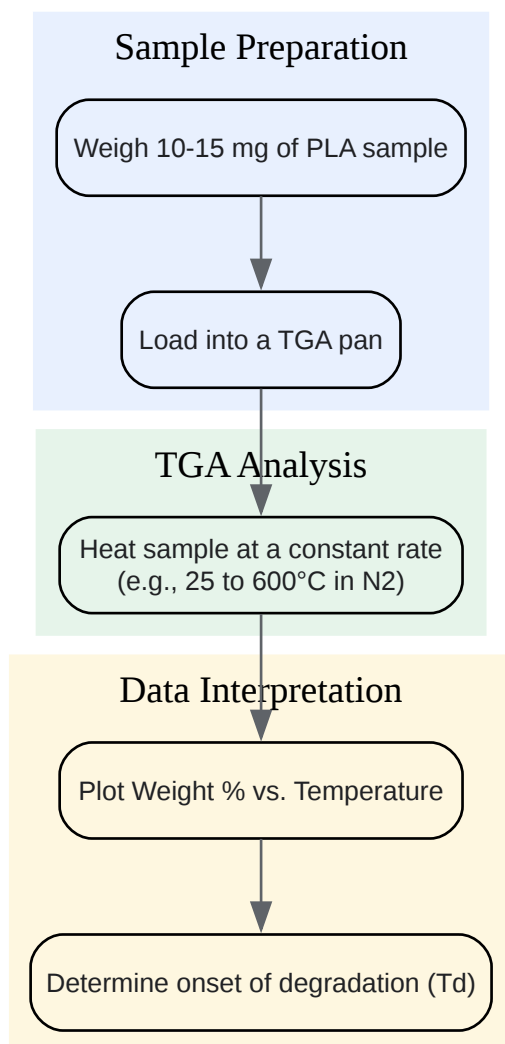 Sample Preparation
Weigh 10-15 mg of PLA sample
Load into a TGA pan
TGA Analysis
Heat sample at a constant rate
(e.g., 25 to 600°C in N2)
Data Interpretation
Plot Weight % vs. Temperature
Determine onset of degradation (Td)